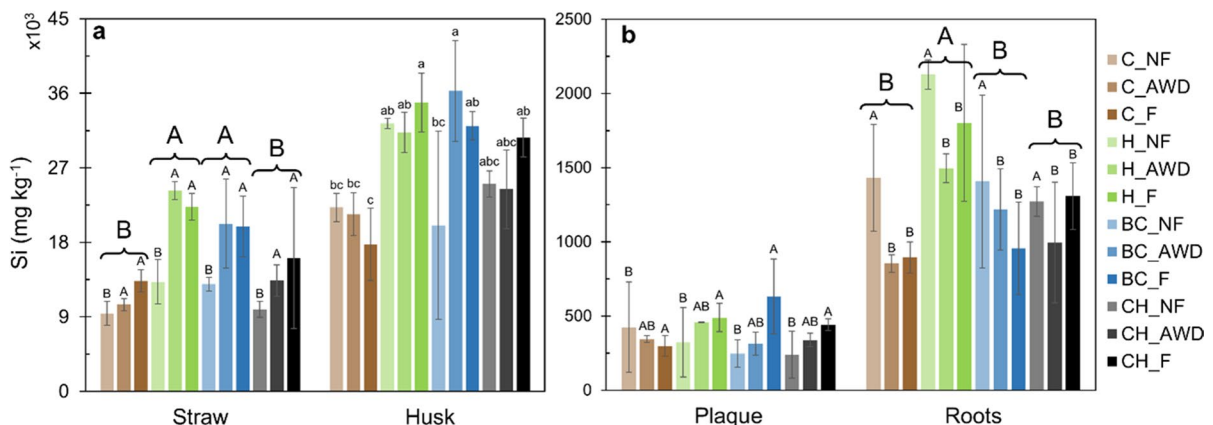 x10³
Si (mg kg⁻¹)
45
36
27
18
9
0
a
B A A B
B A A B A A B A A B A A
bc bc c ab ab a bc a ab abc abc ab
Straw Husk
2500
2000
1500
1000
500
0
b
B A B B
B AB A B AB A B AB A B AB A
A B B A B B A B B A B B
Plaque Roots
C_NF
C_AWD
C_F
H_NF
H_AWD
H_F
BC_NF
BC_AWD
BC_F
CH_NF
CH_AWD
CH_F